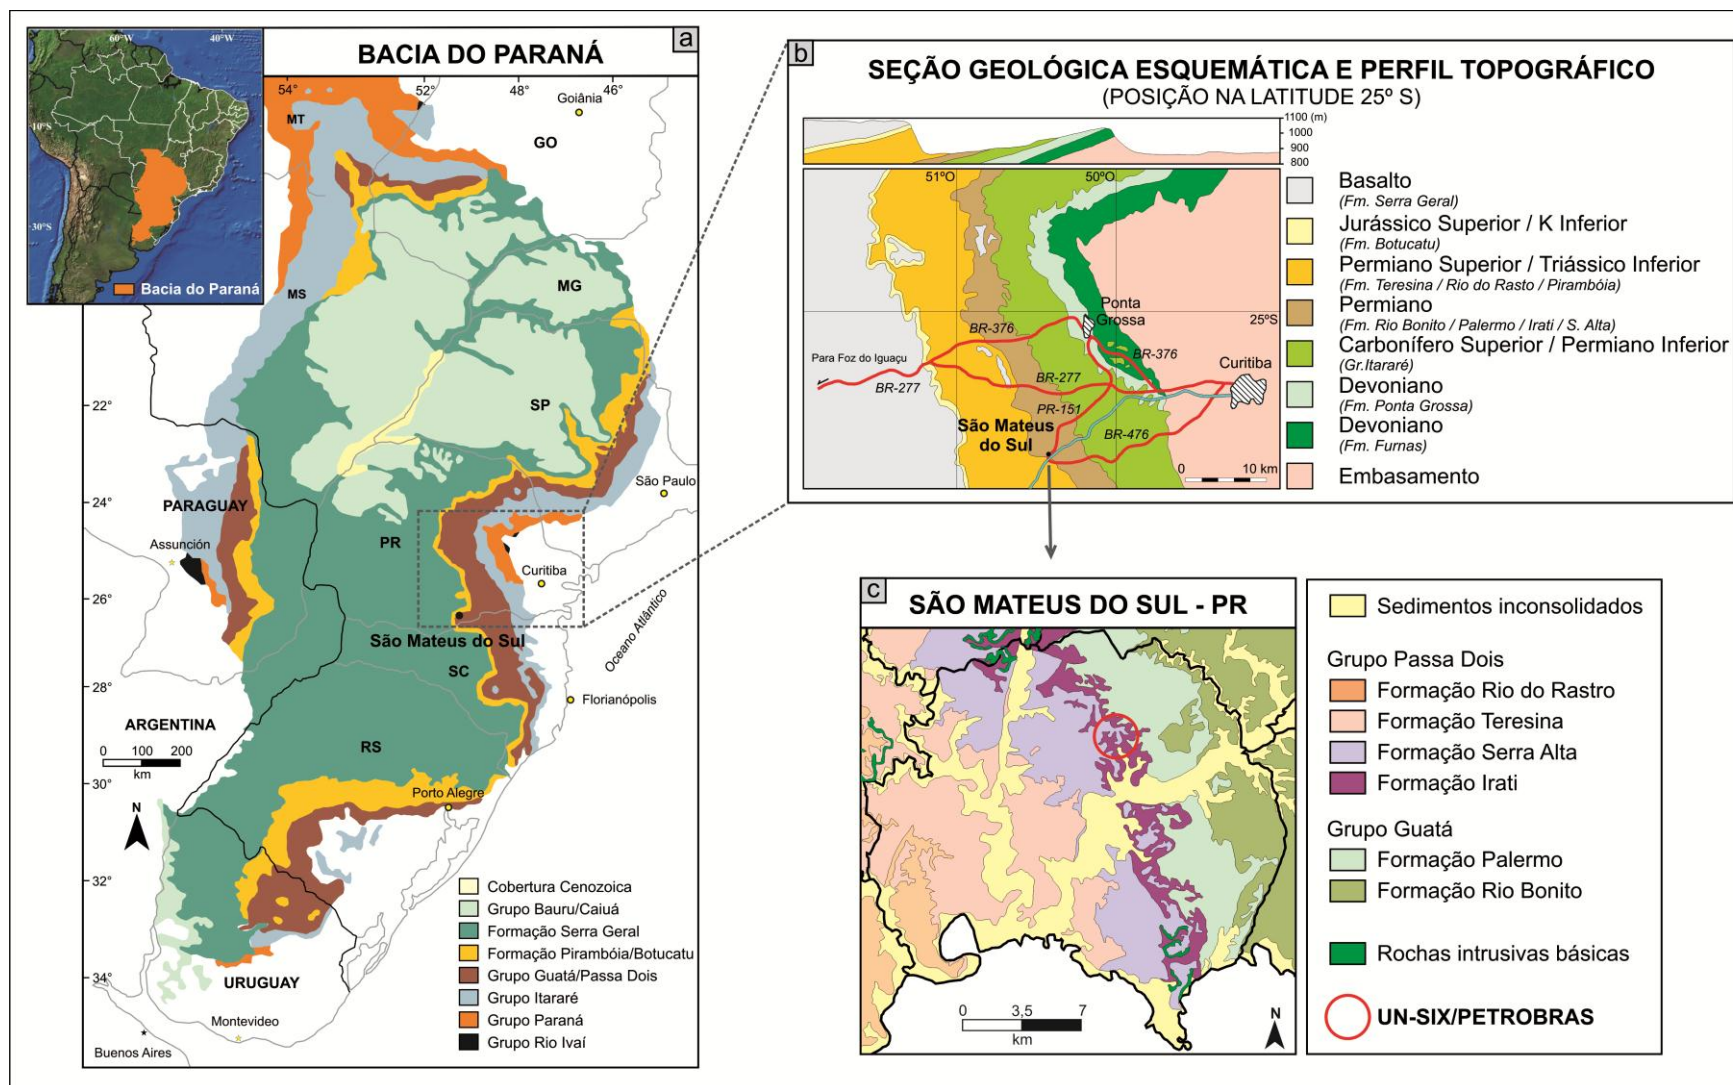 60°W
40°W
10°S
30°S
Bacia do Paraná
BACIA DO PARANÁ
a
54°
52
48
46
Goiânia
MT
GO
MS
MG
SP
22°
24°
26°
28°
30°
32°
34°
PARAGUAY
Assunción
PR
São Paulo
Curitiba
São Mateus do Sul
SC
Oceano Atlântico
Florianópolis
ARGENTINA
0 100 200
km
RS
Porto Alegre
N
URUGUAY
Montevideo
Buenos Aires
Cobertura Cenozoica
Grupo Bauru/Caiuá
Formação Serra Geral
Formação Pirambóia/Botucatu
Grupo Guatá/Passa Dois
Grupo Itararé
Grupo Paraná
Grupo Rio Ivaí
b
SEÇÃO GEOLÓGICA ESQUEMÁTICA E PERFIL TOPOGRÁFICO
(POSIÇÃO NA LATITUDE 25º S)
1100 (m)
1000
900
800
51ºO
50ºO
25ºS
Ponta
Grossa
BR-376
BR-376
Curitiba
Para Foz do Iguaçu
BR-277
BR-277
PR-151
São Mateus
do Sul
BR-476
0 10 km
Basalto
(Fm. Serra Geral)
Jurássico Superior / K Inferior
(Fm. Botucatu)
Permiano Superior / Triássico Inferior
(Fm. Teresina / Rio do Rasto / Pirambóia)
Permiano
(Fm. Rio Bonito / Palermo / Irati / S. Alta)
Carbonífero Superior / Permiano Inferior
(Gr.Itararé)
Devoniano
(Fm. Ponta Grossa)
Devoniano
(Fm. Furnas)
Embasamento
c
SÃO MATEUS DO SUL - PR
0 3,5 7
km
N
Sedimentos inconsolidados
Grupo Passa Dois
Formação Rio do Rastro
Formação Teresina
Formação Serra Alta
Formação Irati
Grupo Guatá
Formação Palermo
Formação Rio Bonito
Rochas intrusivas básicas
UN-SIX/PETROBRAS